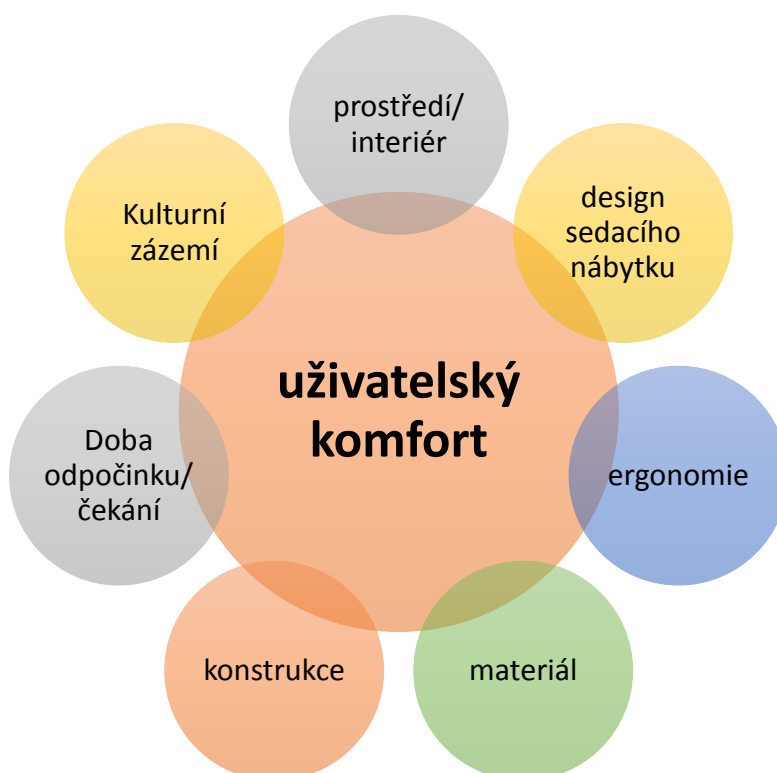 prostředí/
interiér
design
sedacího
nábytku
ergonomie
materiál
konstrukce
Doba
odpočinku/
čekání
Kulturní
zázemí
uživatelský
komfort